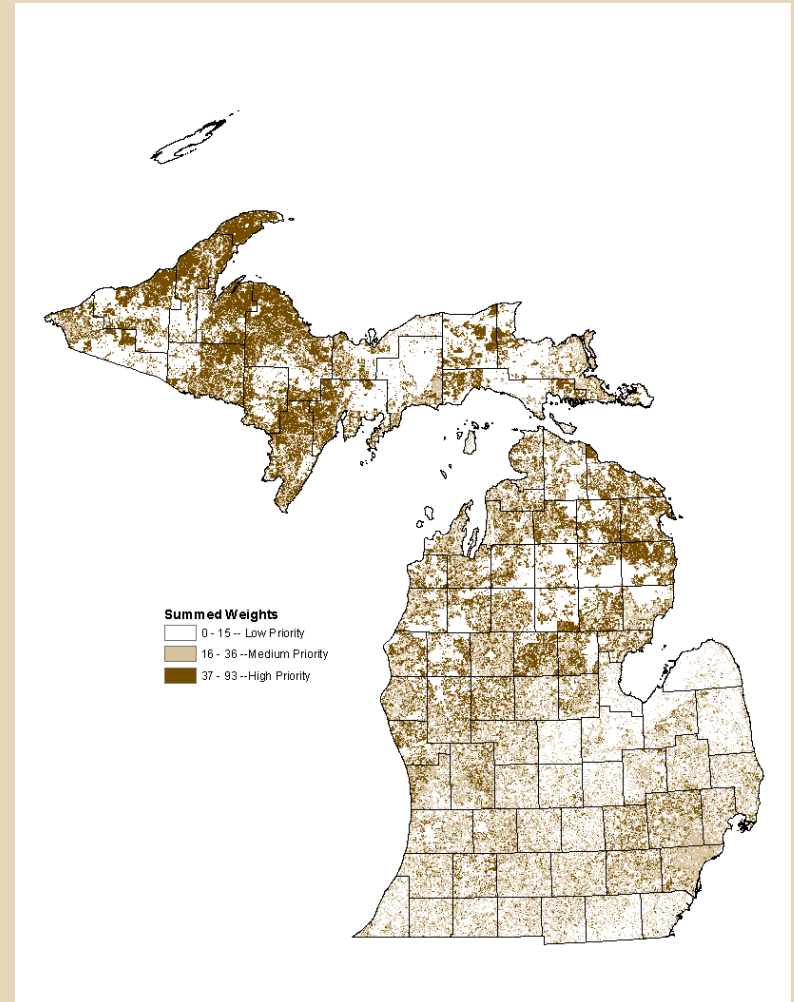 Summed Weights
0 - 15 -- Low Priority
16 - 36 --Medium Priority
37 - 93 --High Priority